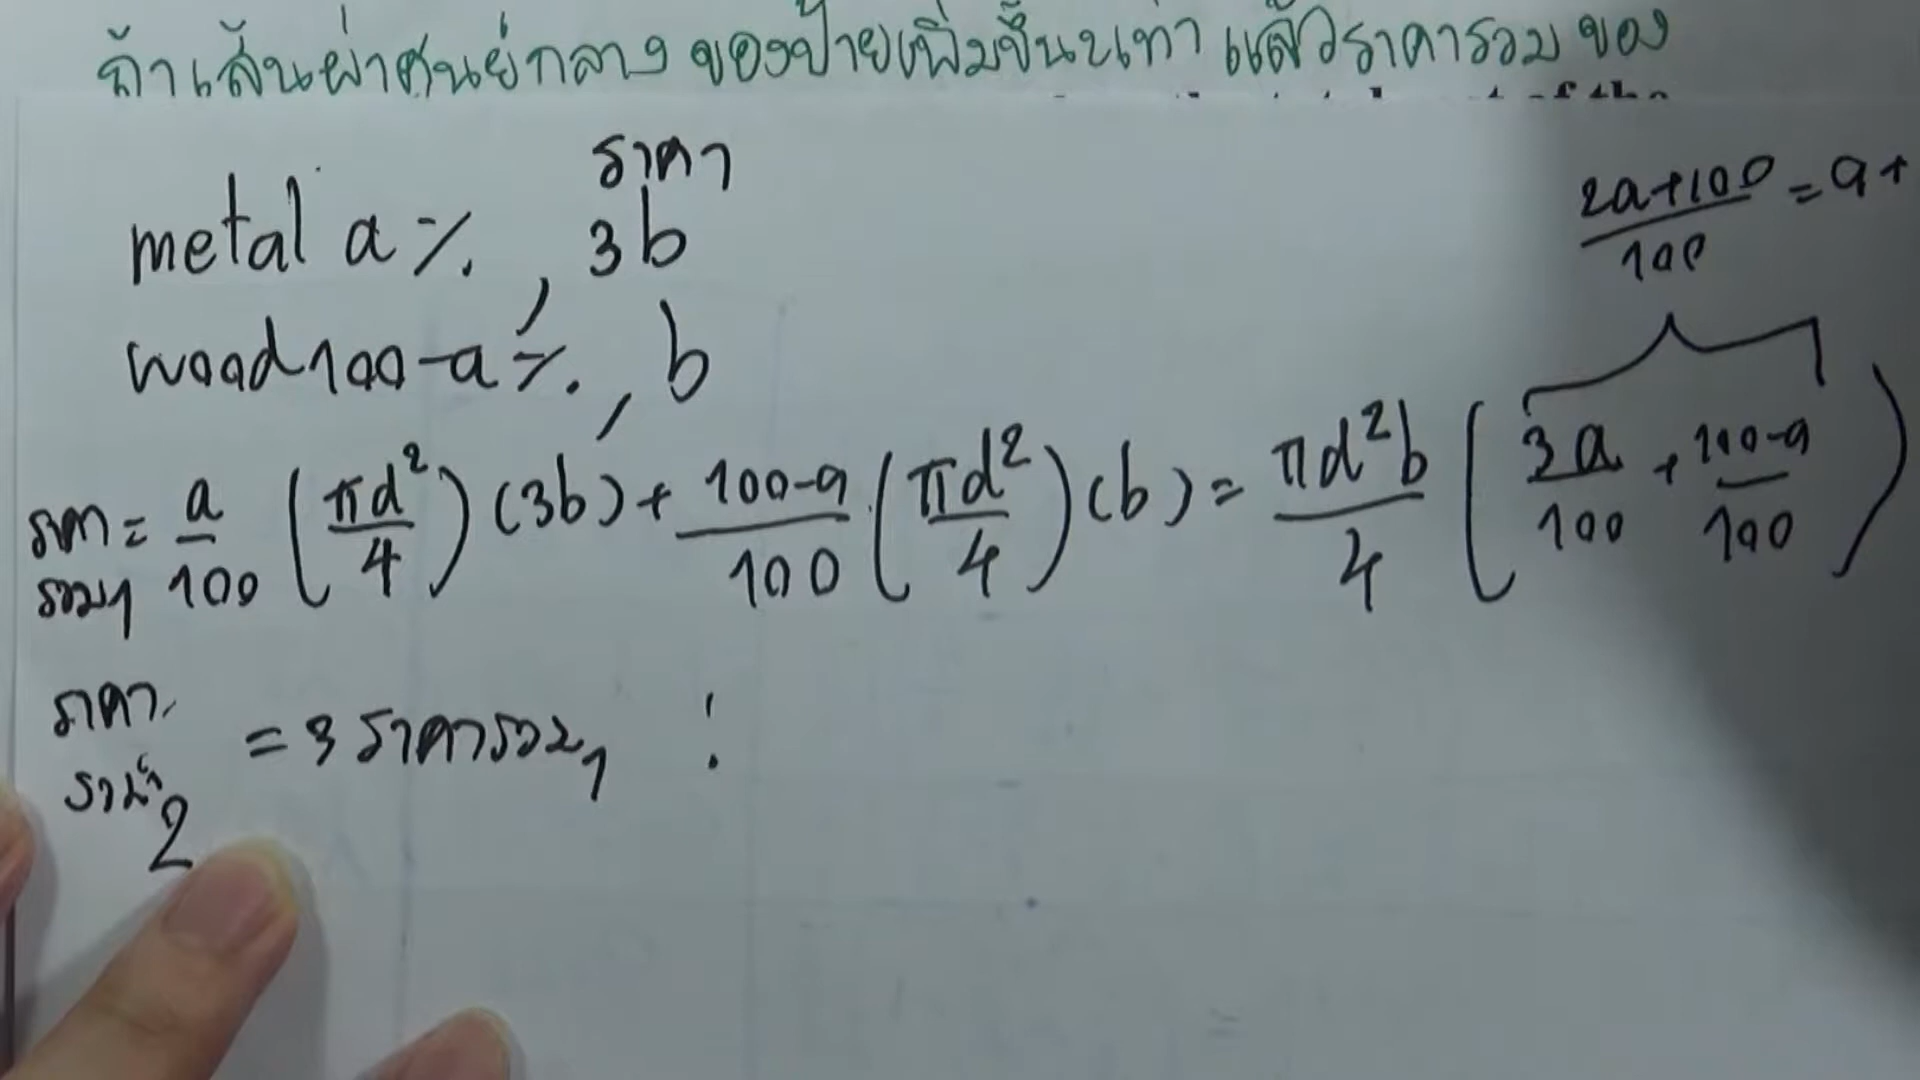 ถ้าเส้นผ่าศูนย์กลาง ของป้ายเพิ่มขึ้น2เท่า แล้วราคารวม ของ
ราคา
metal a%, 3b
wood 100-a%, b
2a+100/100 = a+
ราคารวม1 = a/100 (πd²/4)(3b) + 100-a/100 (πd²/4)(b) = πd²b/4 (3a/100 + 100-a/100)
ราคา
2 = 3 ราคารวม1 :